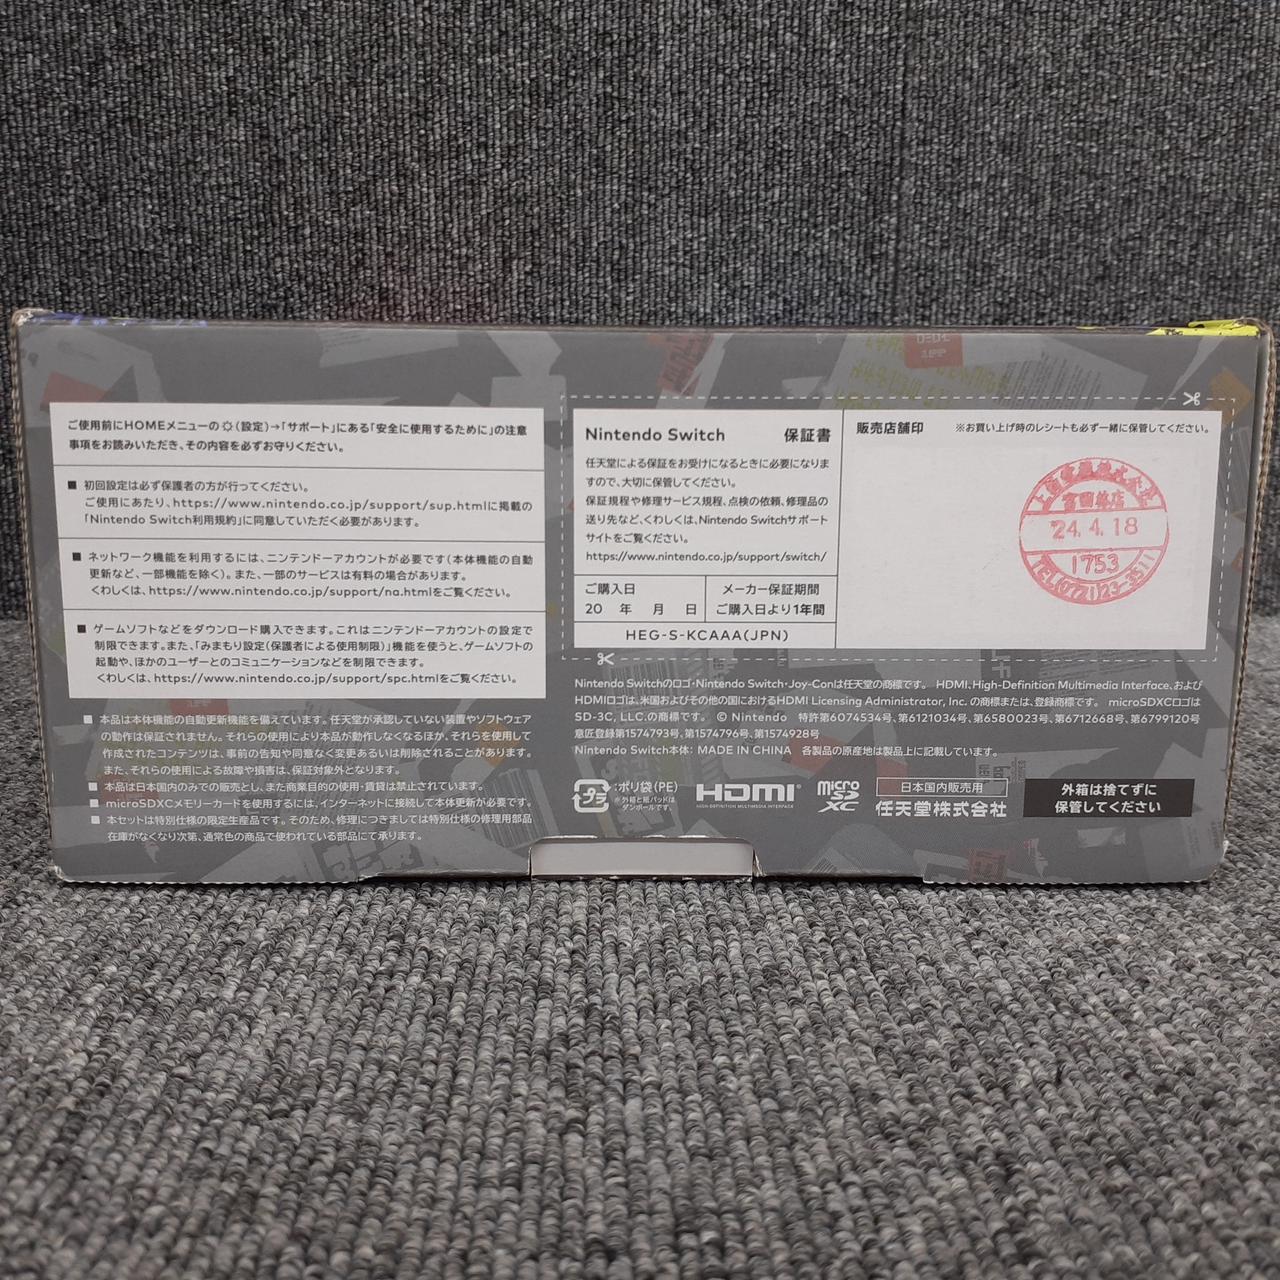 ご使用前にHOMEメニューの(設定)→「サポート」にある「安全に使用するために」の注意
事項をお読みいただき、その内容を必ずお守りください。
■ 初回設定は必ず保護者の方が行ってください。
ご使用にあたり、https://www.nintendo.co.jp/support/sup.htmlに掲載の
「Nintendo Switch利用規約」に同意していただく必要があります。
■ ネットワーク機能を利用するには、ニンテンドーアカウントが必要です(本体機能の自動
更新など、一部機能を除く)。また、一部のサービスは有料の場合があります。
くわしくは、https://www.nintendo.co.jp/support/na.htmlをご覧ください。
■ ゲームソフトなどをダウンロード購入できます。これはニンテンドーアカウントの設定で
制限できます。また、「みまもり設定(保護者による使用制限)」機能を使うと、ゲームソフトの
起動や、ほかのユーザーとのコミュニケーションなどを制限できます。
くわしくは、https://www.nintendo.co.jp/support/spc.htmlをご覧ください。
■ 本品は本体機能の自動更新機能を備えています。任天堂が承認していない装置やソフトウェア
の動作は保証されません。それらの使用により本品が動作しなくなるほか、それらを使用して
作成されたコンテンツは、事前の告知や同意なく変更あるいは削除されることがあります。
また、それらの使用による故障や損害は、保証対象外となります。
■ 本品は日本国内のみでの販売とし、また商業目的の使用・賃貸は禁止されています。
■ microSDXCメモリーカードを使用するには、インターネットに接続して本体更新が必要です。
■ 本セットは特別仕様の限定生産品です。そのため、修理につきましては特別仕様の修理用部品
在庫がなくなり次第、通常色の商品で使われている部品にて承ります。
Nintendo Switch 保証書
任天堂による保証をお受けになるときに必要になりま
すので、大切に保管してください。
保証規程や修理サービス規程、点検の依頼、修理品の
送り先など、くわしくは、Nintendo Switchサポート
サイトをご覧ください。
https://www.nintendo.co.jp/support/switch/
ご購入日
20 年 月 日
メーカー保証期間
ご購入日より1年間
HEG-S-KCAAA(JPN)
販売店舗印 ※お買い上げ時のレシートも必ず一緒に保管してください。
24.4.18
1753
Nintendo Switchのロゴ・Nintendo Switch・Joy-Conは任天堂の商標です。 HDMI、High-Definition Multimedia Interface、および
HDMIロゴは、米国およびその他の国におけるHDMI Licensing Administrator, Inc. の商標または、登録商標です。 microSDXCロゴは
SD-3C, LLC.の商標です。 © Nintendo 特許第6074534号、第6121034号、第6580023号、第6712668号、第6799120号
意匠登録第1574793号、第1574796号、第1574928号
Nintendo Switch本体: MADE IN CHINA 各製品の原産地は製品上に記載しています。
プラ
:ポリ袋(PE)
※外箱と紙パッドは
ダンボールです。
HDMI
HIGH-DEFINITION MULTIMEDIA INTERFACE
micro
SD
XC
日本国内販売用
任天堂株式会社
外箱は捨てずに
保管してください